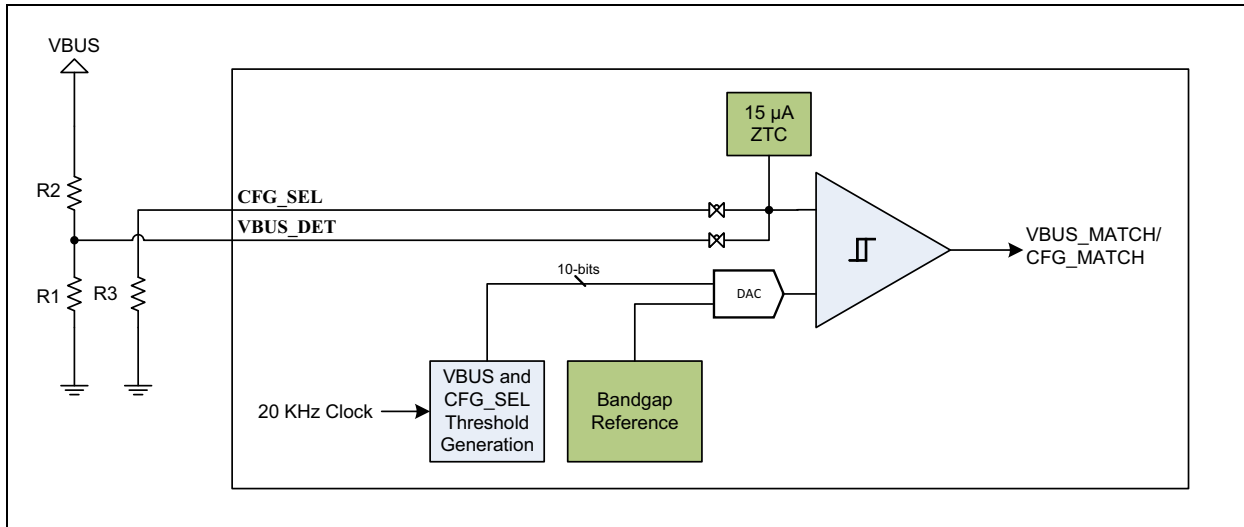 VBUS
15 µA
ZTC
R2
CFG_SEL
VBUS_DET
VBUS_MATCH/
CFG_MATCH
10-bits
R1
R3
DAC
VBUS and
CFG_SEL
Threshold
Generation
Bandgap
Reference
20 KHz Clock